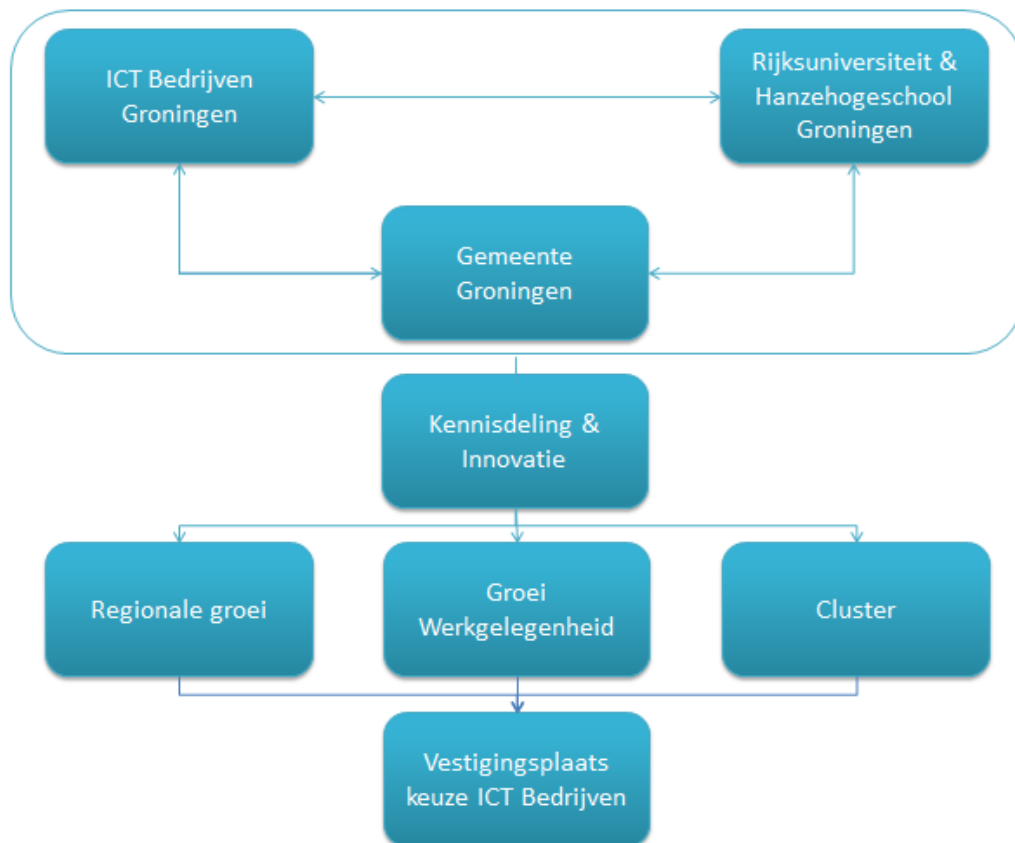 ICT Bedrijven
Groningen
Rijksuniversiteit &
Hanzehogeschool
Groningen
Gemeente
Groningen
Kennisdeling &
Innovatie
Regionale groei
Groei
Werkgelegenheid
Cluster
Vestigingsplaats
keuze ICT Bedrijven